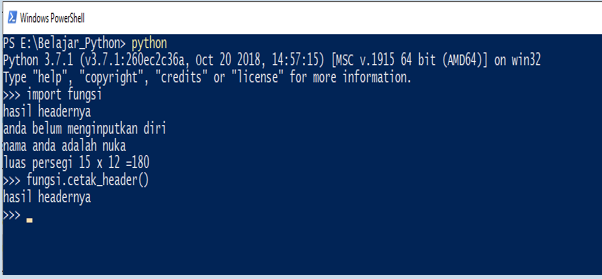 Windows PowerShell
PS E:\Belajar_Python> python
Python 3.7.1 (v3.7.1:260ec2c36a, Oct 20 2018, 14:57:15) [MSC v.1915 64 bit (AMD64)] on win32
Type "help", "copyright", "credits" or "license" for more information.
>>> import fungsi
hasil headernya
anda belum menginputkan diri
nama anda adalah nuka
luas persegi 15 x 12 =180
>>> fungsi.cetak_header()
hasil headernya
>>>